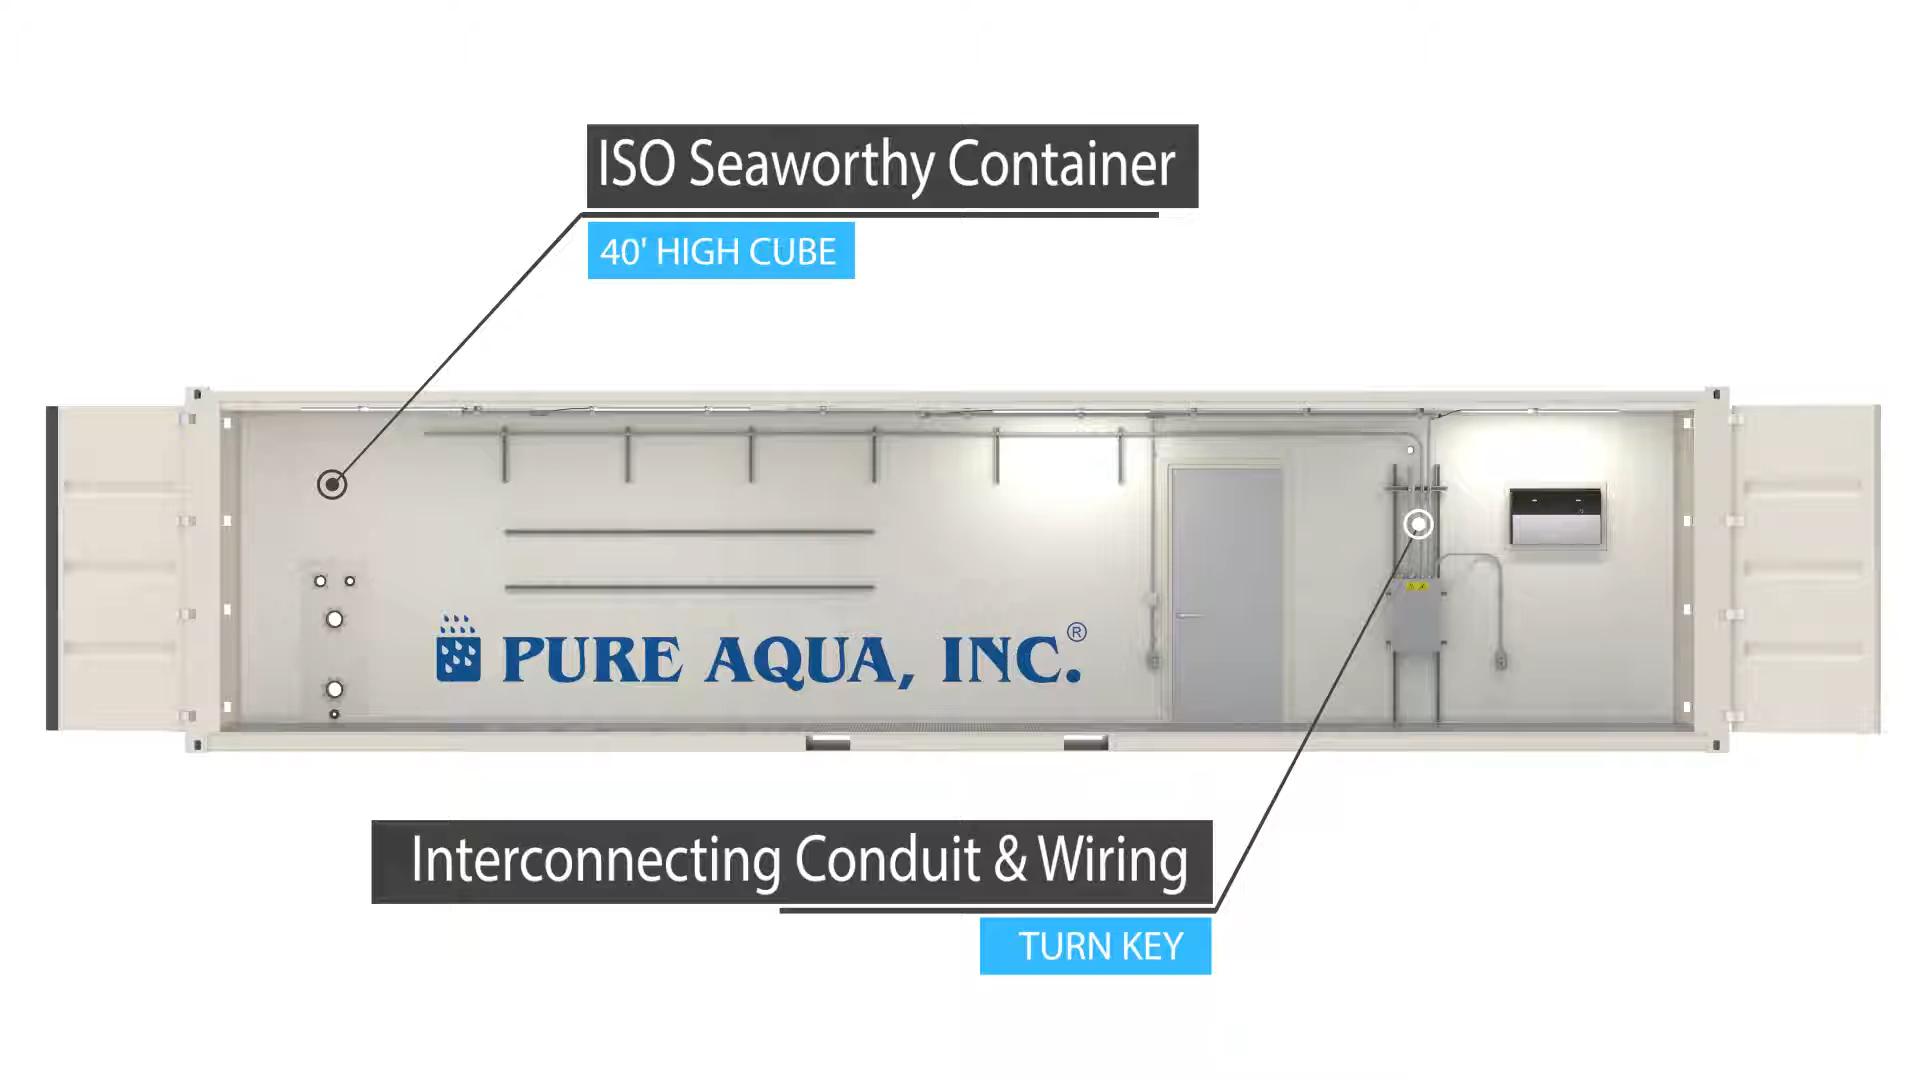 ISO Seaworthy Container
40' HIGH CUBE
PURE AQUA, INC.®
Interconnecting Conduit & Wiring
TURN KEY